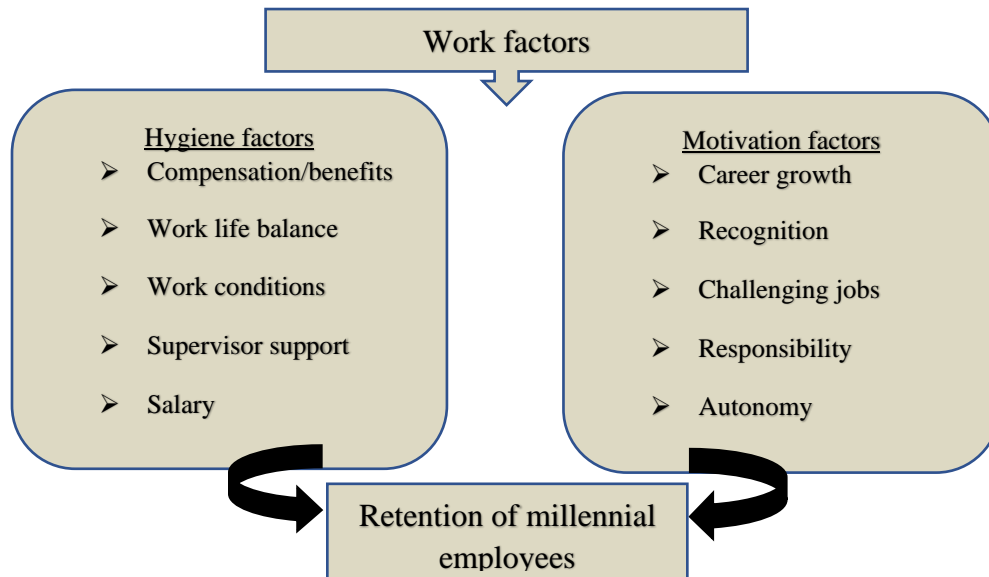 Work factors
Hygiene factors
➢ Compensation/benefits
➢ Work life balance
➢ Work conditions
➢ Supervisor support
➢ Salary
Motivation factors
➢ Career growth
➢ Recognition
➢ Challenging jobs
➢ Responsibility
➢ Autonomy
Retention of millennial
employees